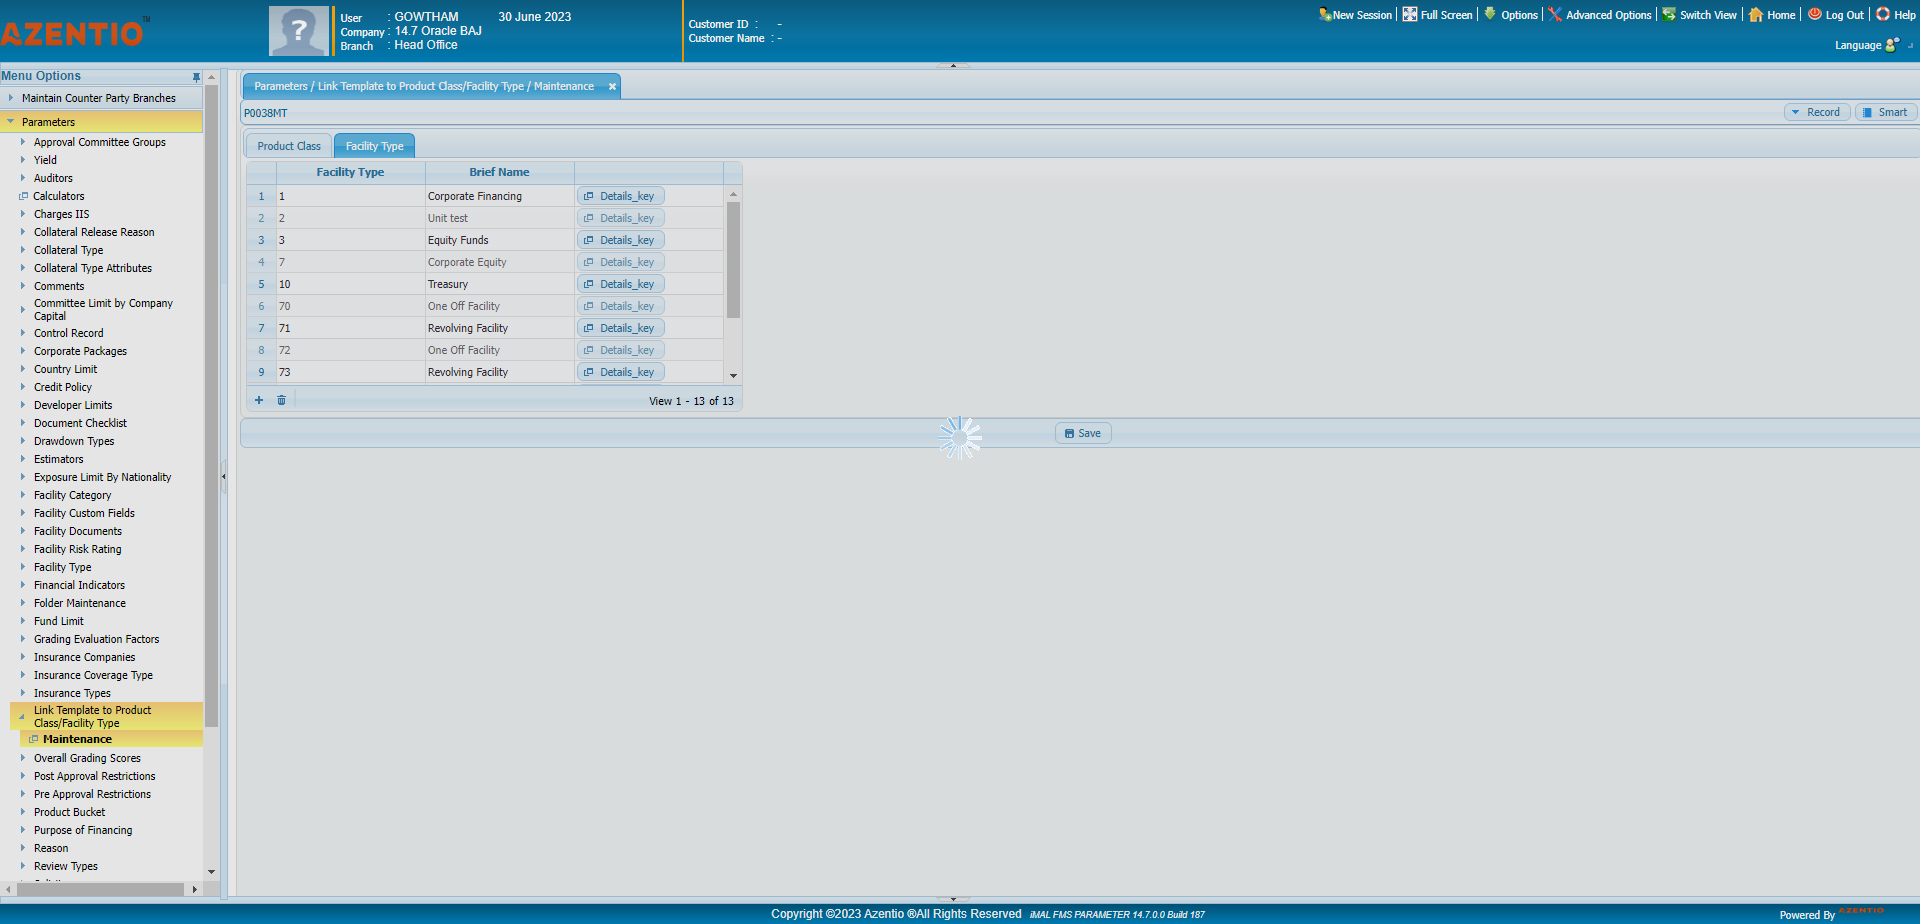 AZENTIO™
User : GOWTHAM 30 June 2023
Company : 14.7 Oracle BAJ
Branch : Head Office
Customer ID : -
Customer Name : -
New Session Full Screen Options Advanced Options Switch View Home Log Out Help
Language
Menu Options
Maintain Counter Party Branches
Parameters
Approval Committee Groups
Yield
Auditors
Calculators
Charges IIS
Collateral Release Reason
Collateral Type
Collateral Type Attributes
Comments
Committee Limit by Company
Capital
Control Record
Corporate Packages
Country Limit
Credit Policy
Developer Limits
Document Checklist
Drawdown Types
Estimators
Exposure Limit By Nationality
Facility Category
Facility Custom Fields
Facility Documents
Facility Risk Rating
Facility Type
Financial Indicators
Folder Maintenance
Fund Limit
Grading Evaluation Factors
Insurance Companies
Insurance Coverage Type
Insurance Types
Link Template to Product
Class/Facility Type
Maintenance
Overall Grading Scores
Post Approval Restrictions
Pre Approval Restrictions
Product Bucket
Purpose of Financing
Reason
Review Types
Parameters / Link Template to Product Class/Facility Type / Maintenance
P0038MT
Record Smart
Product Class Facility Type
Facility Type Brief Name
1 1 Corporate Financing Details_key
2 2 Unit test Details_key
3 3 Equity Funds Details_key
4 7 Corporate Equity Details_key
5 10 Treasury Details_key
6 70 One Off Facility Details_key
7 71 Revolving Facility Details_key
8 72 One Off Facility Details_key
9 73 Revolving Facility Details_key
View 1 - 13 of 13
Save
Copyright ©2023 Azentio ®All Rights Reserved iMAL FMS PARAMETER 14.7.0.0 Build 187
Powered By AZENTIO